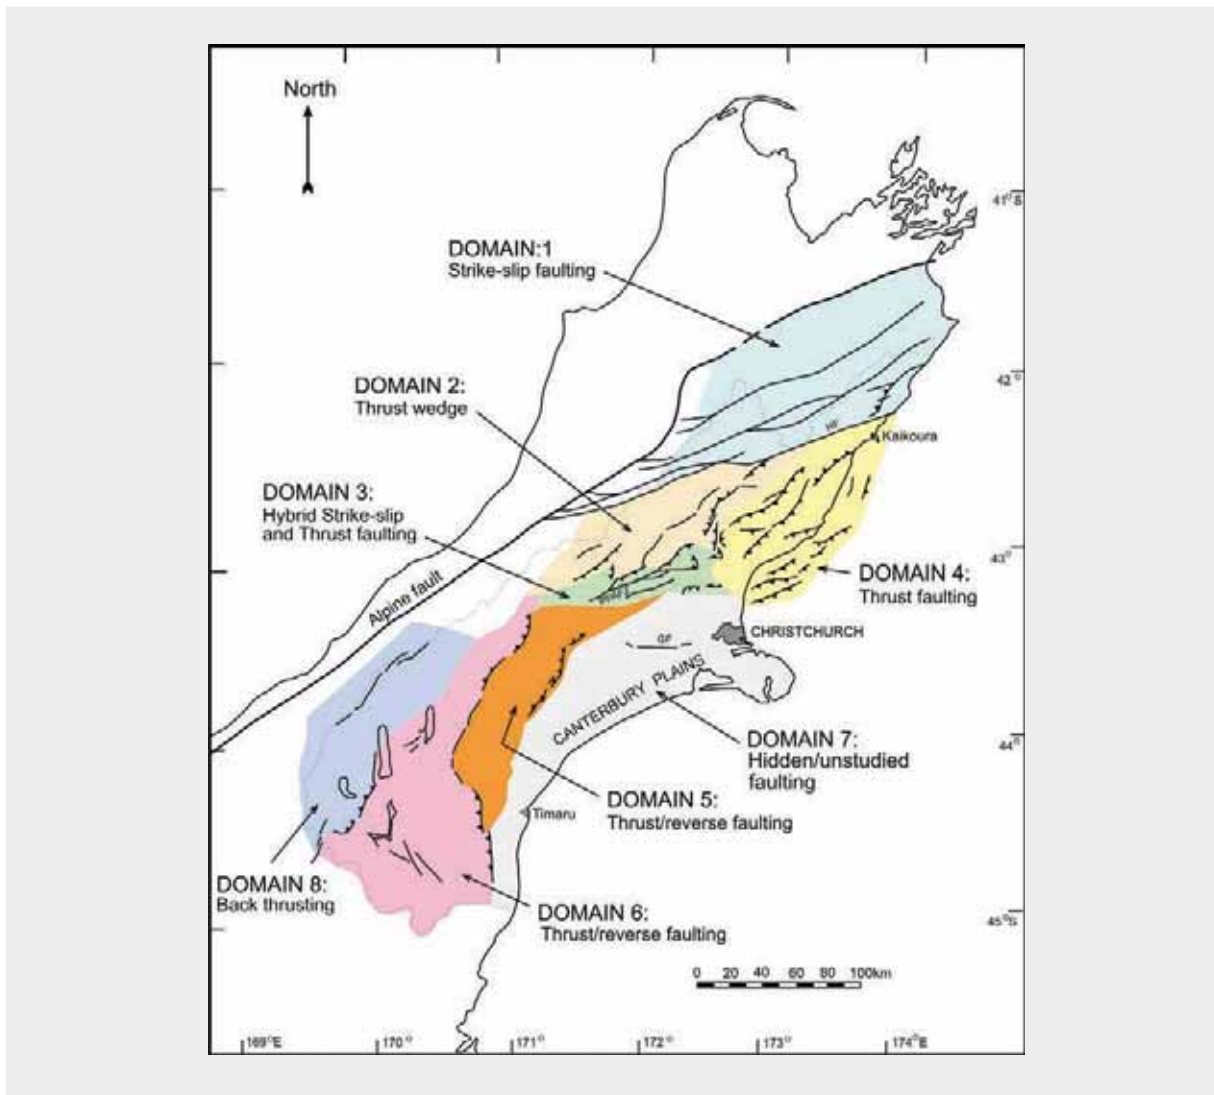 North
41°S
DOMAIN:1
Strike-slip faulting
42°
DOMAIN 2:
Thrust wedge
HF
Kaikoura
DOMAIN 3:
Hybrid Strike-slip
and Thrust faulting
43°
DOMAIN 4:
Thrust faulting
Alpine fault
CHRISTCHURCH
GF
CANTERBURY PLAINS
44°
DOMAIN 7:
Hidden/unstudied
faulting
DOMAIN 5:
Thrust/reverse faulting
Timaru
DOMAIN 8:
Back thrusting
DOMAIN 6:
Thrust/reverse faulting
45°S
0 20 40 60 80 100km
169°E 170° 171° 172° 173° 174°E